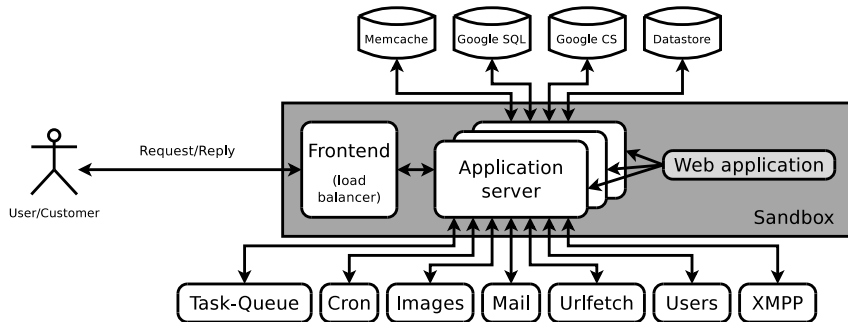 Memcache
Google SQL
Google CS
Datastore
Request/Reply
User/Customer
Frontend
(load
balancer)
Application
server
Web application
Sandbox
Task-Queue
Cron
Images
Mail
Urlfetch
Users
XMPP